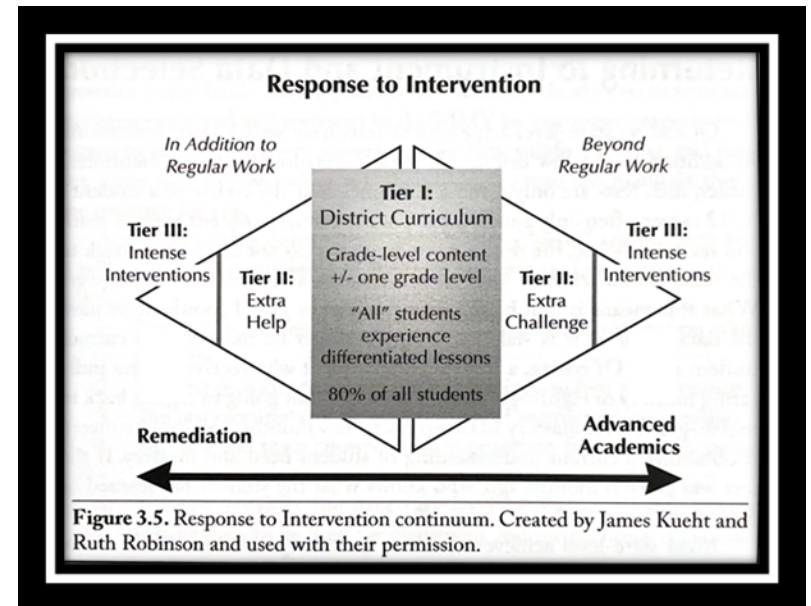 Response to Intervention
In Addition to
Regular Work
Beyond
Regular Work
Tier III:
Intense
Interventions
Tier II:
Extra
Help
Tier I:
District Curriculum
Grade-level content
+/- one grade level
“All” students
experience
differentiated lessons
80% of all students
Tier II:
Extra
Challenge
Tier III:
Intense
Interventions
Remediation
Advanced
Academics
Figure 3.5. Response to Intervention continuum. Created by James Kueht and
Ruth Robinson and used with their permission.